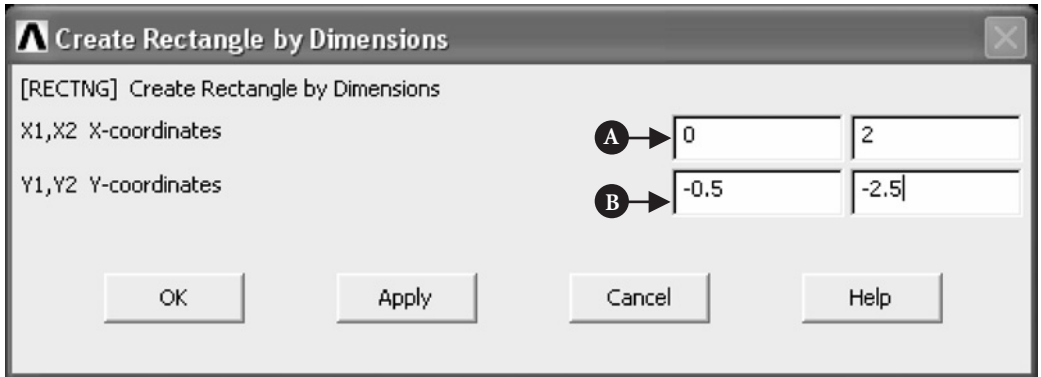 Create Rectangle by Dimensions
[RECTNG] Create Rectangle by Dimensions
X1,X2 X-coordinates A 0 2
Y1,Y2 Y-coordinates B -0.5 -2.5
OK Apply Cancel Help